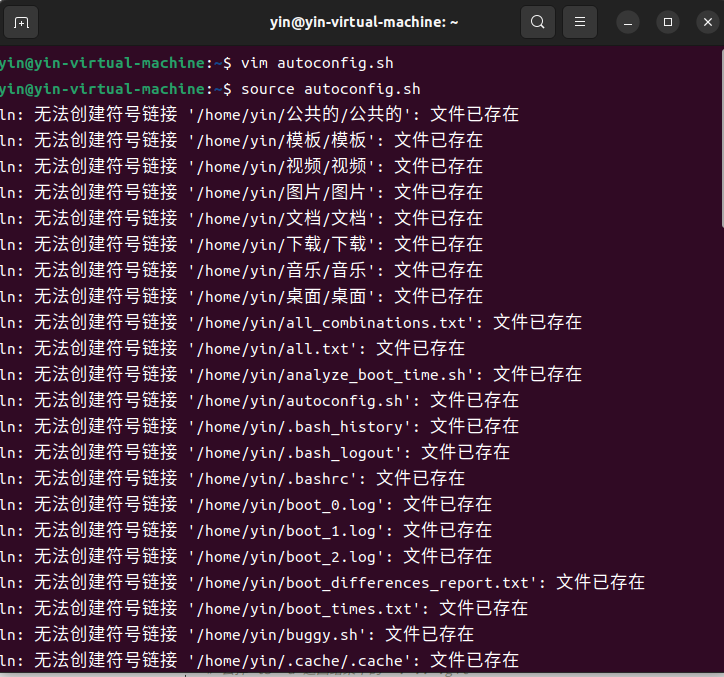 yin@yin-virtual-machine: ~
yin@yin-virtual-machine:~$ vim autoconfig.sh
yin@yin-virtual-machine:~$ source autoconfig.sh
ln: 无法创建符号链接 '/home/yin/公共的/公共的': 文件已存在
ln: 无法创建符号链接 '/home/yin/模板/模板': 文件已存在
ln: 无法创建符号链接 '/home/yin/视频/视频': 文件已存在
ln: 无法创建符号链接 '/home/yin/图片/图片': 文件已存在
ln: 无法创建符号链接 '/home/yin/文档/文档': 文件已存在
ln: 无法创建符号链接 '/home/yin/下载/下载': 文件已存在
ln: 无法创建符号链接 '/home/yin/音乐/音乐': 文件已存在
ln: 无法创建符号链接 '/home/yin/桌面/桌面': 文件已存在
ln: 无法创建符号链接 '/home/yin/all_combinations.txt': 文件已存在
ln: 无法创建符号链接 '/home/yin/all.txt': 文件已存在
ln: 无法创建符号链接 '/home/yin/analyze_boot_time.sh': 文件已存在
ln: 无法创建符号链接 '/home/yin/autoconfig.sh': 文件已存在
ln: 无法创建符号链接 '/home/yin/.bash_history': 文件已存在
ln: 无法创建符号链接 '/home/yin/.bash_logout': 文件已存在
ln: 无法创建符号链接 '/home/yin/.bashrc': 文件已存在
ln: 无法创建符号链接 '/home/yin/boot_0.log': 文件已存在
ln: 无法创建符号链接 '/home/yin/boot_1.log': 文件已存在
ln: 无法创建符号链接 '/home/yin/boot_2.log': 文件已存在
ln: 无法创建符号链接 '/home/yin/boot_differences_report.txt': 文件已存在
ln: 无法创建符号链接 '/home/yin/boot_times.txt': 文件已存在
ln: 无法创建符号链接 '/home/yin/buggy.sh': 文件已存在
ln: 无法创建符号链接 '/home/yin/.cache/.cache': 文件已存在